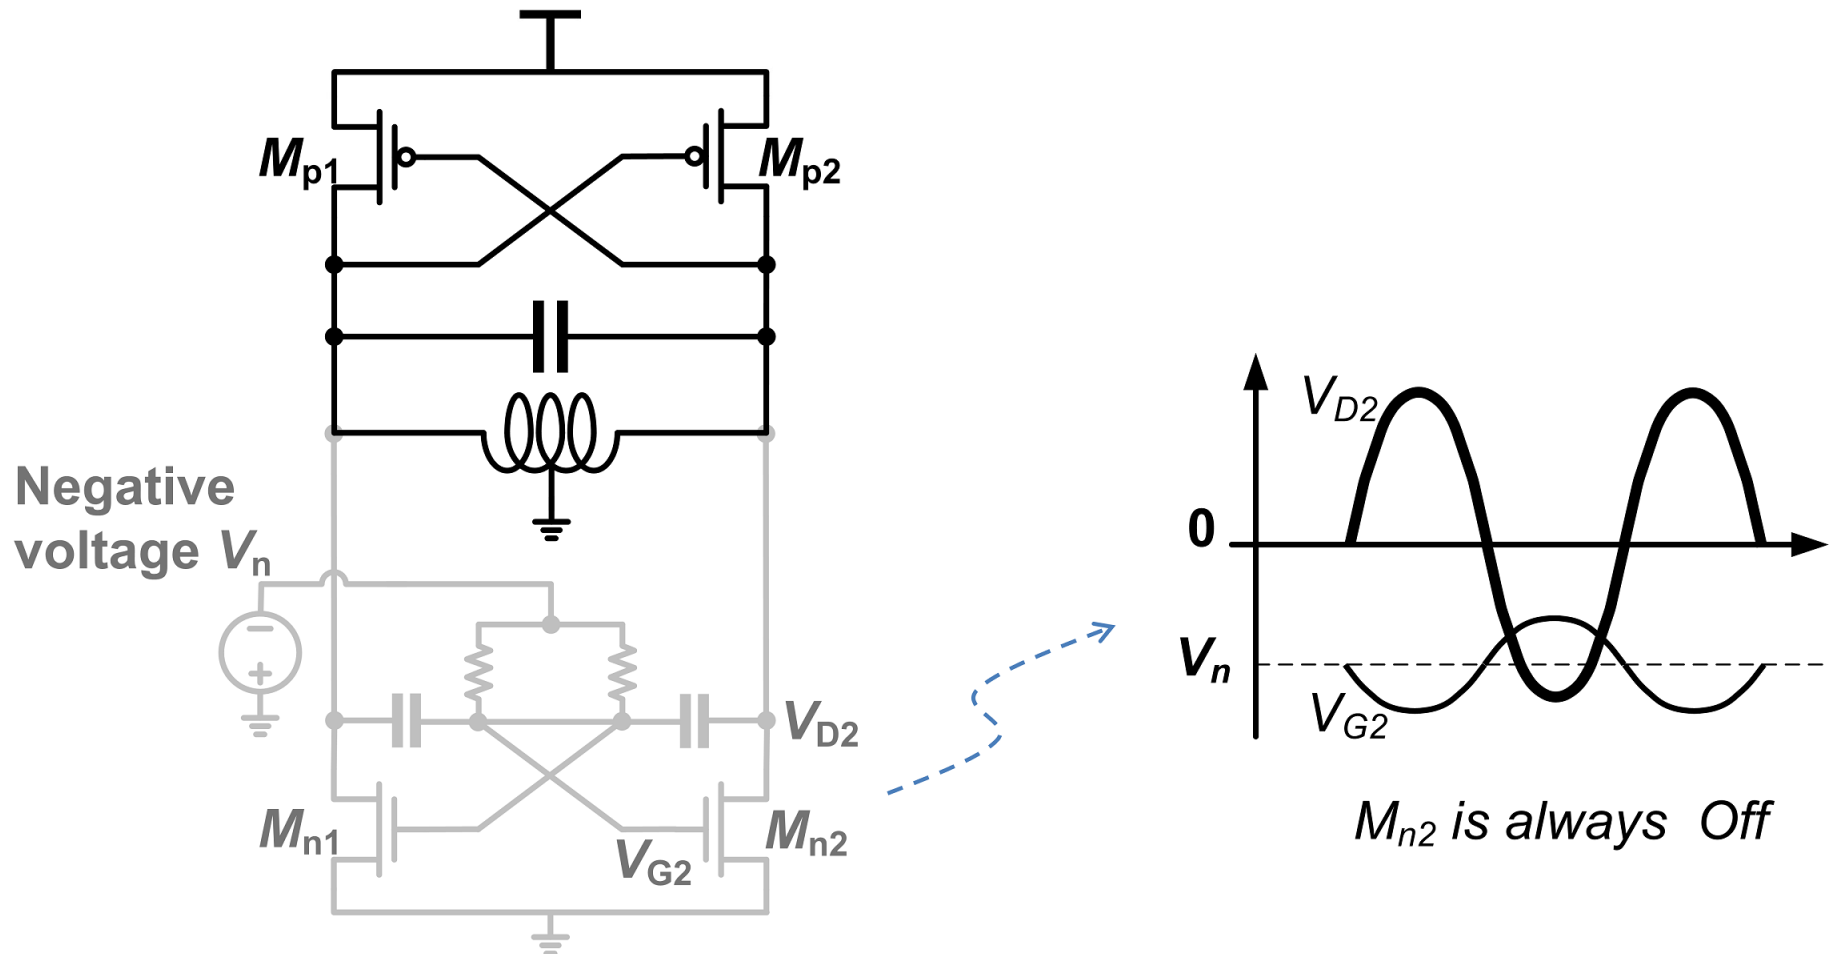 Mp1
Mp2
Negative
voltage Vn
−
+
VD2
Mn1
VG2
Mn2
VD2
0
Vn
VG2
Mn2 is always Off